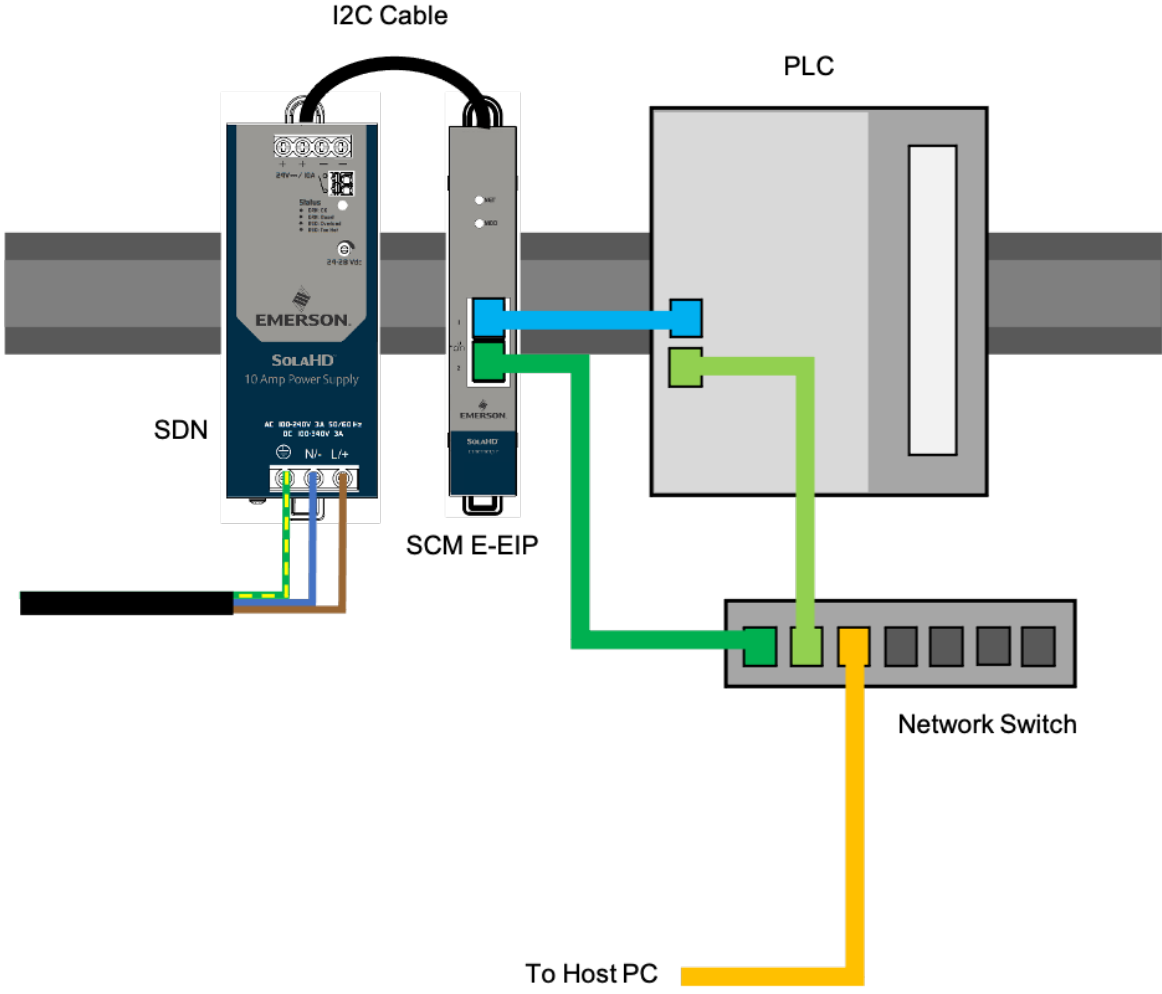 I2C Cable
PLC
+ + − −
24V⎓/10A
Status
24-28 Vdc
NET
MOD
1
2
EMERSON.
SOLAHD
10 Amp Power Supply
AC 100-240V 3A 50/60 Hz
DC 100-340V 3A
N/- L/+
SDN
EMERSON
SOLAHD
SCM E-EIP
Network Switch
To Host PC